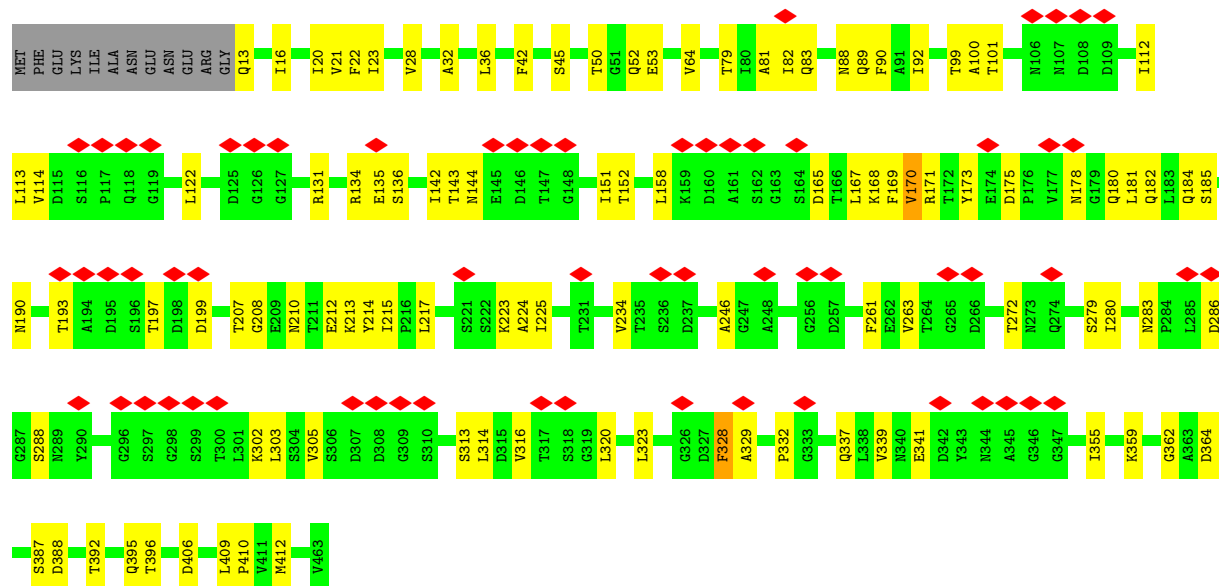 MET PHE GLU LYS ILE ALA ASN GLU ASN GLU ARG GLY Q13 I16 I20 V21 F22 I23 V28 A32 L36 F42 S45 T50 G51 Q52 E53 V64 T79 I80 A81 I82 Q83 N88 Q89 F90 A91 I92 T99 A100 T101 N106 N107 D108 D109 I112
L113 V114 D115 S116 P117 Q118 G119 L122 D125 G126 G127 R131 R134 E135 S136 I142 T143 N144 E145 D146 T147 G148 I151 T152 L158 K159 D160 A161 S162 G163 S164 D165 T166 L167 K168 F169 V170 R171 T172 Y173 E174 D175 P176 V177 N178 G179 Q180 L181 Q182 L183 Q184 S185
N190 T193 A194 D195 S196 T197 D198 D199 T207 G208 E209 N210 T211 E212 K213 Y214 I215 P216 L217 S221 S222 K223 A224 I225 T231 V234 T235 S236 D237 A246 G247 A248 G256 D257 F261 E262 V263 T264 G265 D266 T272 N273 Q274 S279 I280 N283 P284 L285 D286
G287 S288 N289 Y290 G296 S297 G298 S299 T300 L301 K302 L303 S304 V305 S306 D307 D308 G309 S310 S313 L314 D315 V316 T317 S318 G319 L320 L323 G326 D327 F328 A329 P332 G333 Q337 L338 V339 N340 E341 D342 Y343 N344 A345 G346 G347 I355 K359 G362 A363 D364
S387 D388 T392 Q395 T396 D406 L409 P410 V411 M412 V463